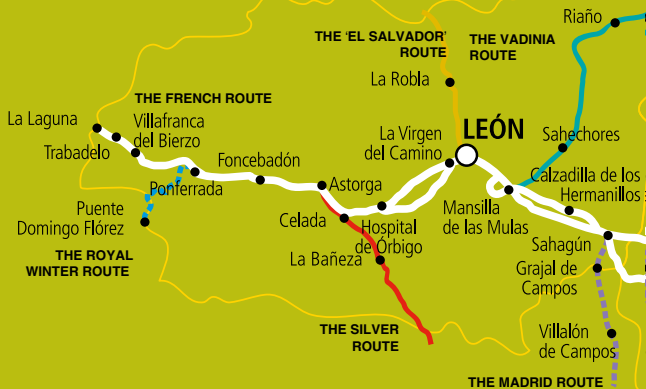 Riaño
THE 'EL SALVADOR'
ROUTE
THE VADINIA
ROUTE
La Robla
THE FRENCH ROUTE
La Laguna
Villafranca
del Bierzo
Trabadelo
La Virgen
del Camino
LEÓN
Sahechores
Foncebadón
Ponferrada
Astorga
Calzadilla de los
Hermanillos
Puente
Domingo Flórez
Celada
Hospital
de Órbigo
Mansilla
de las Mulas
Sahagún
THE ROYAL
WINTER ROUTE
La Bañeza
Grajal de
Campos
THE SILVER
ROUTE
Villalón
de Campos
THE MADRID ROUTE